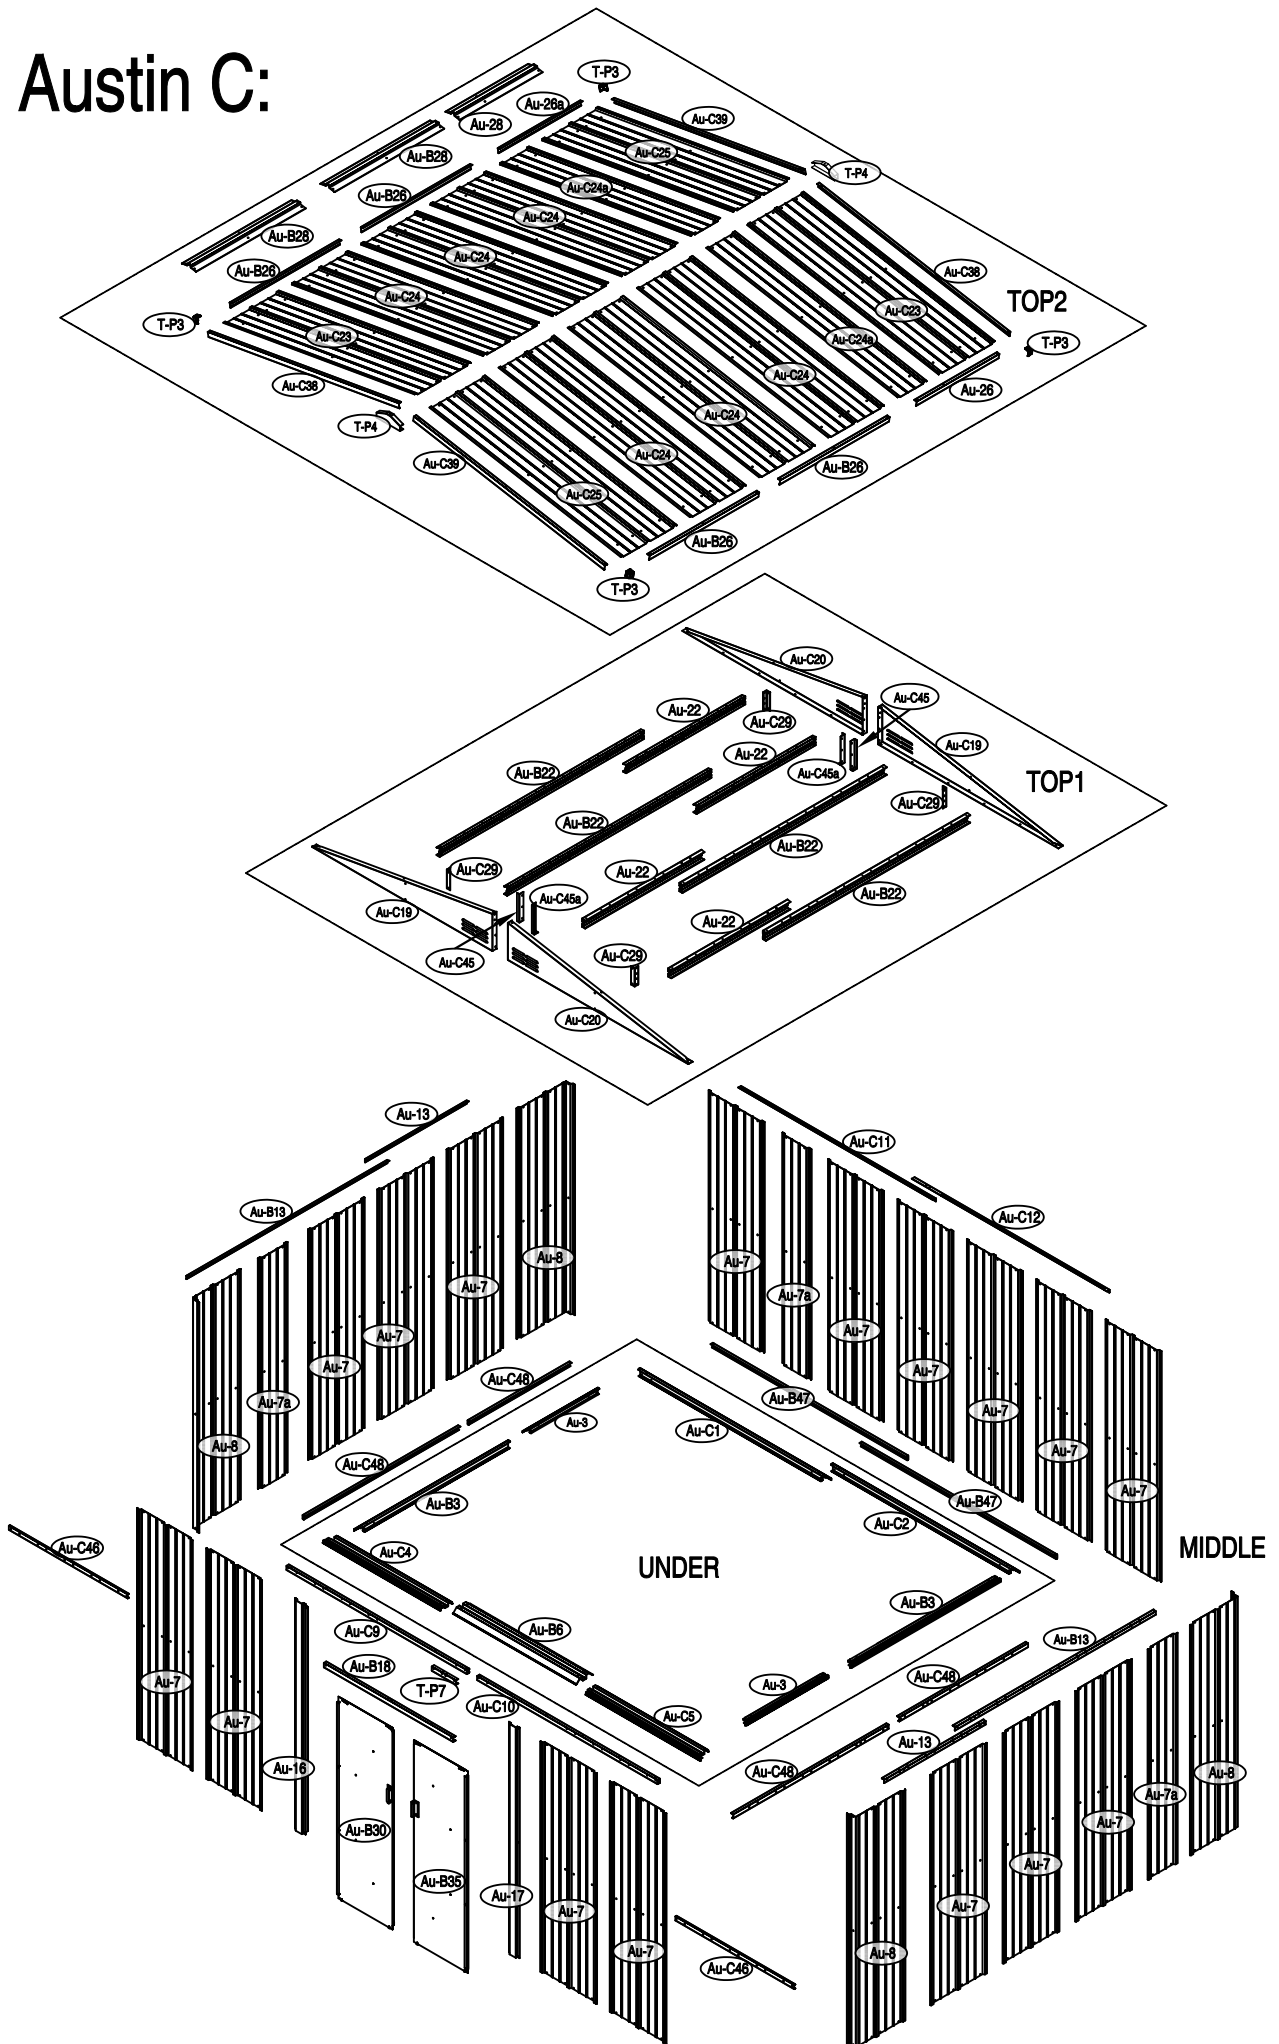 Austin C:
T-P3
Au-26a
Au-28
Au-C39
Au-B28
Au-C25
T-P4
Au-C24a
Au-B26
Au-C24
Au-B28
Au-C24
Au-B26
Au-C38
TOP2
Au-C24
Au-C23
T-P3
Au-C23
Au-C24a
T-P3
Au-C38
Au-C24
Au-26
T-P4
Au-C24
Au-C39
Au-C24
Au-B26
Au-C25
Au-B26
T-P3
Au-C20
Au-22
Au-C45
Au-C29
Au-C19
Au-22
Au-B22
Au-C45a
TOP1
Au-C29
Au-B22
Au-B22
Au-C29
Au-22
Au-C45a
Au-B22
Au-C19
Au-22
Au-C45
Au-C29
Au-C20
Au-13
Au-C11
Au-B13
Au-C12
Au-8
Au-7
Au-7
Au-7a
Au-7
Au-7
Au-7
Au-7
Au-C48
Au-B47
Au-7a
Au-7
Au-3
Au-C1
Au-8
Au-7
Au-C48
Au-7
Au-B3
Au-B47
Au-C2
Au-C46
Au-C4
MIDDLE
UNDER
Au-B3
Au-C9
Au-B6
Au-B13
Au-B18
Au-C48
Au-7
T-P7
Au-3
Au-C10
Au-C5
Au-7
Au-13
Au-16
Au-C48
Au-8
Au-7a
Au-B30
Au-7
Au-7
Au-B35
Au-17
Au-7
Au-7
Au-7
Au-8
Au-C46